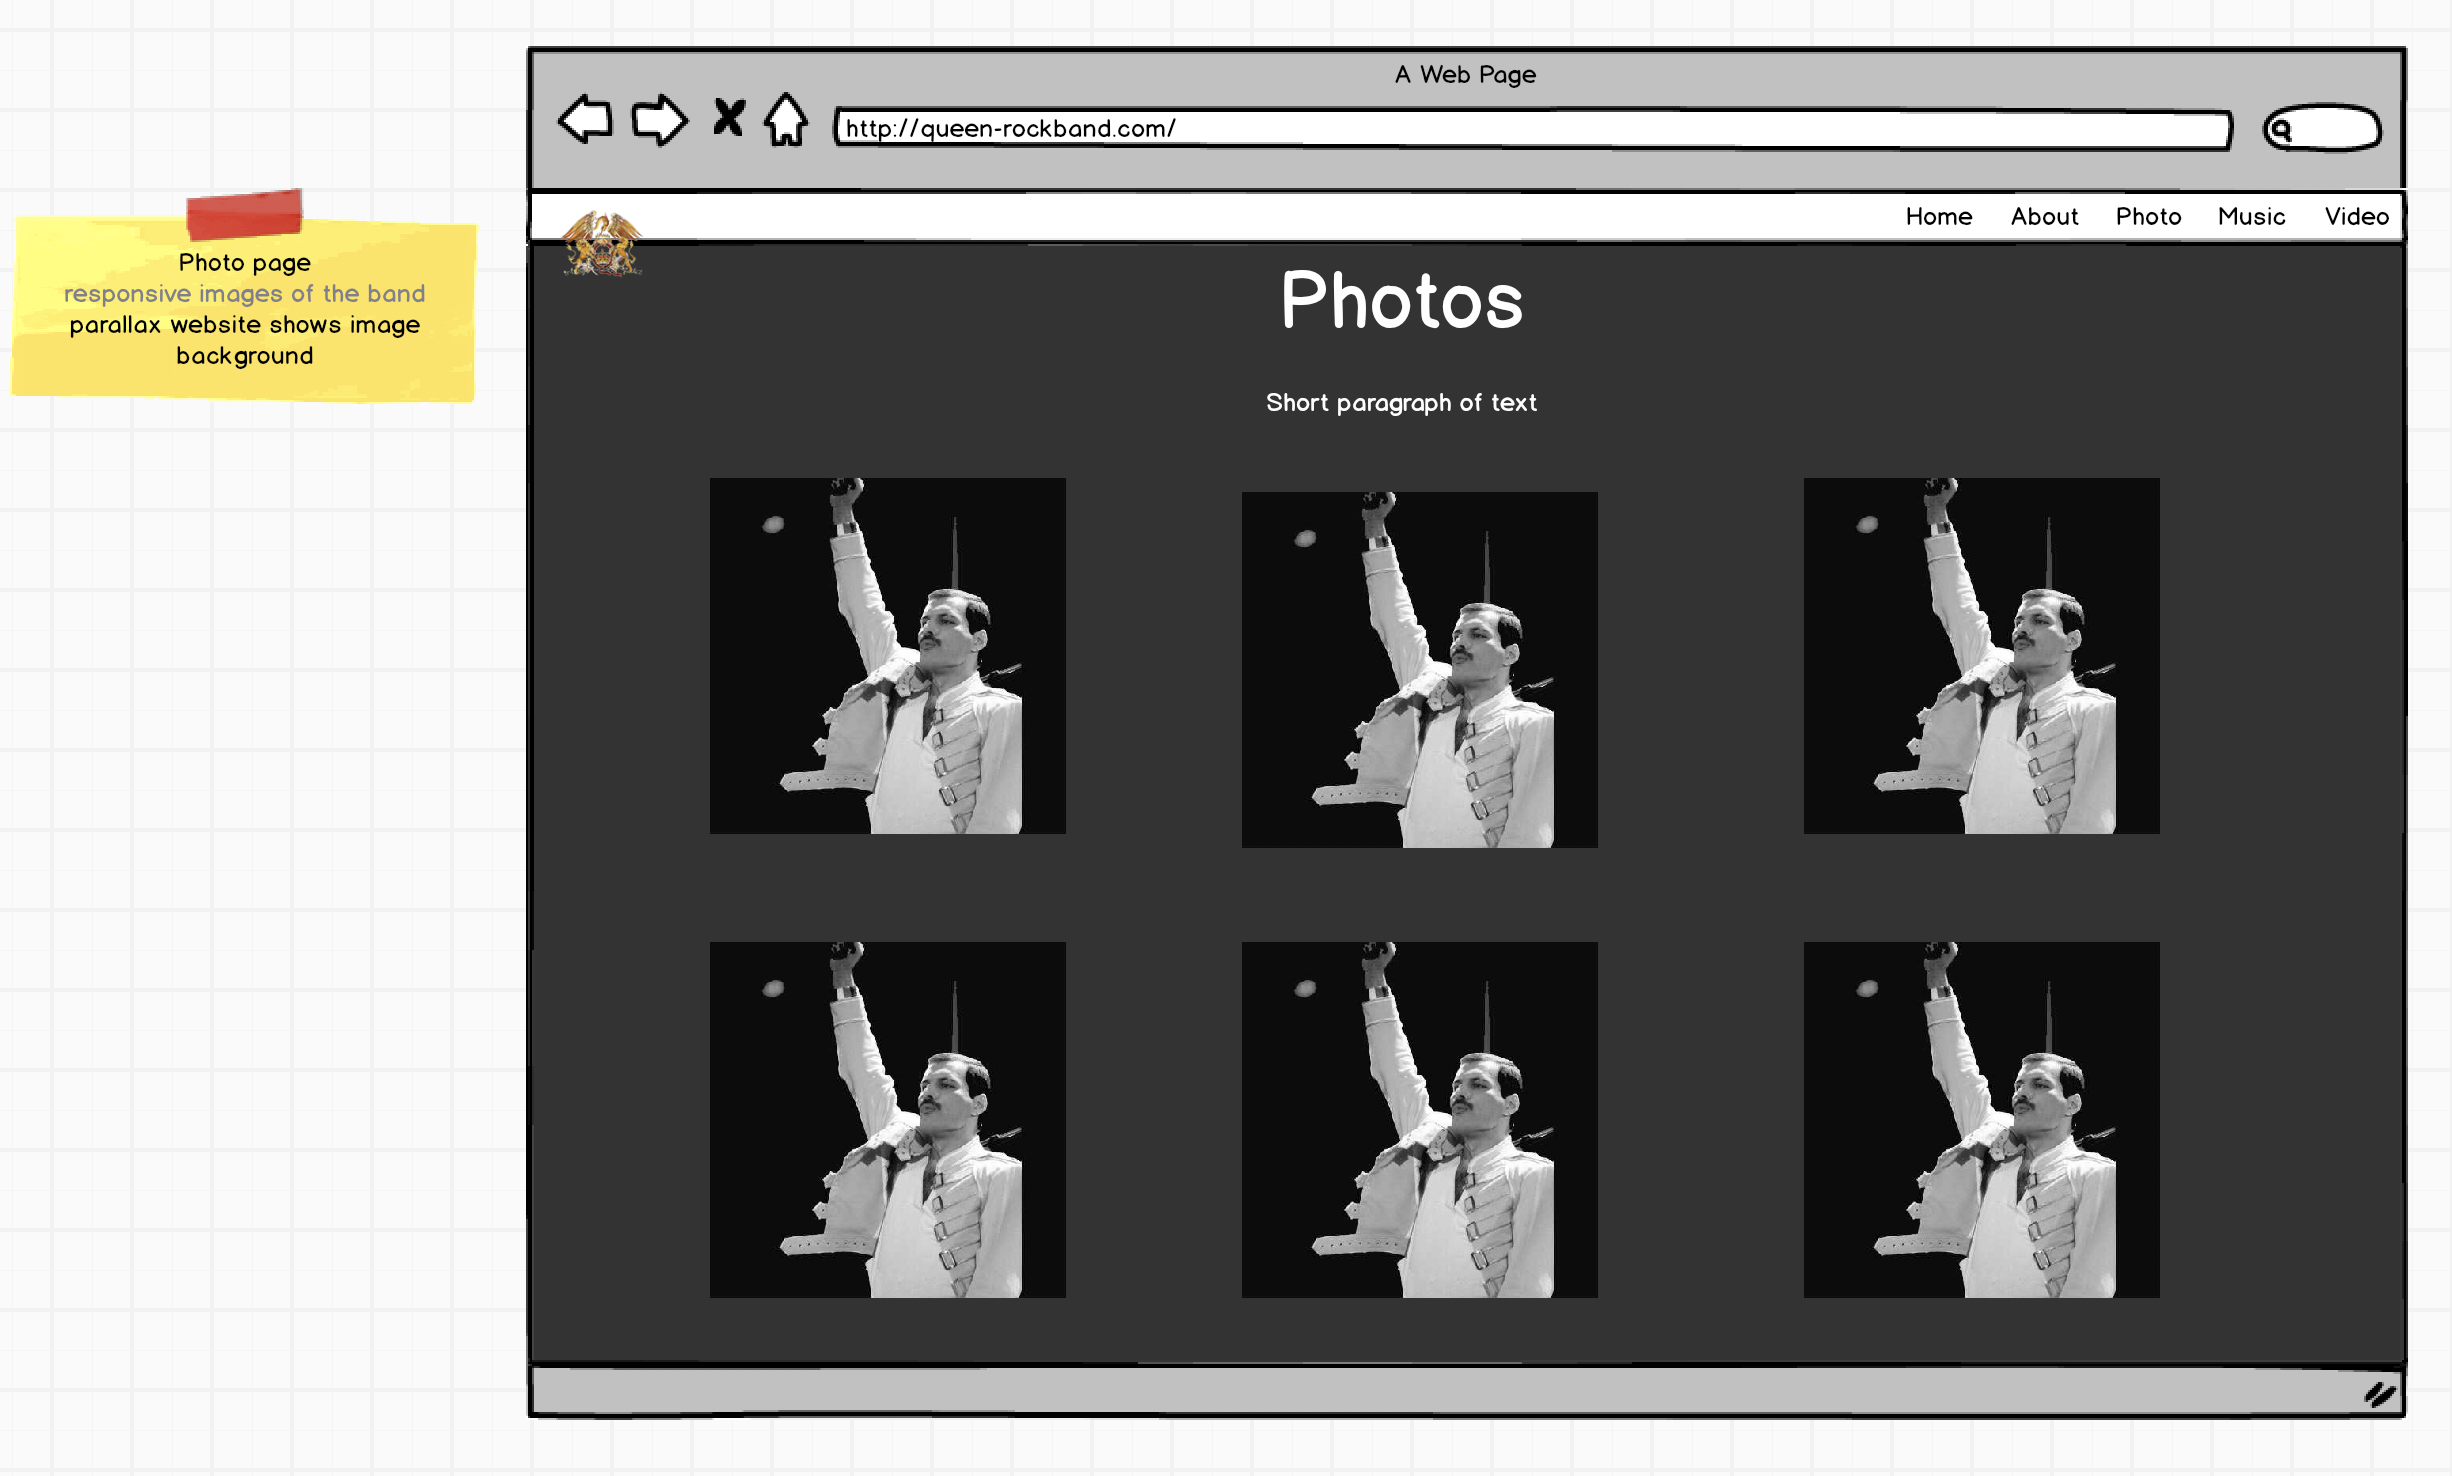 A Web Page
http://queen-rockband.com/
Home About Photo Music Video
Photo page
responsive images of the band
parallax website shows image
background
Photos
Short paragraph of text